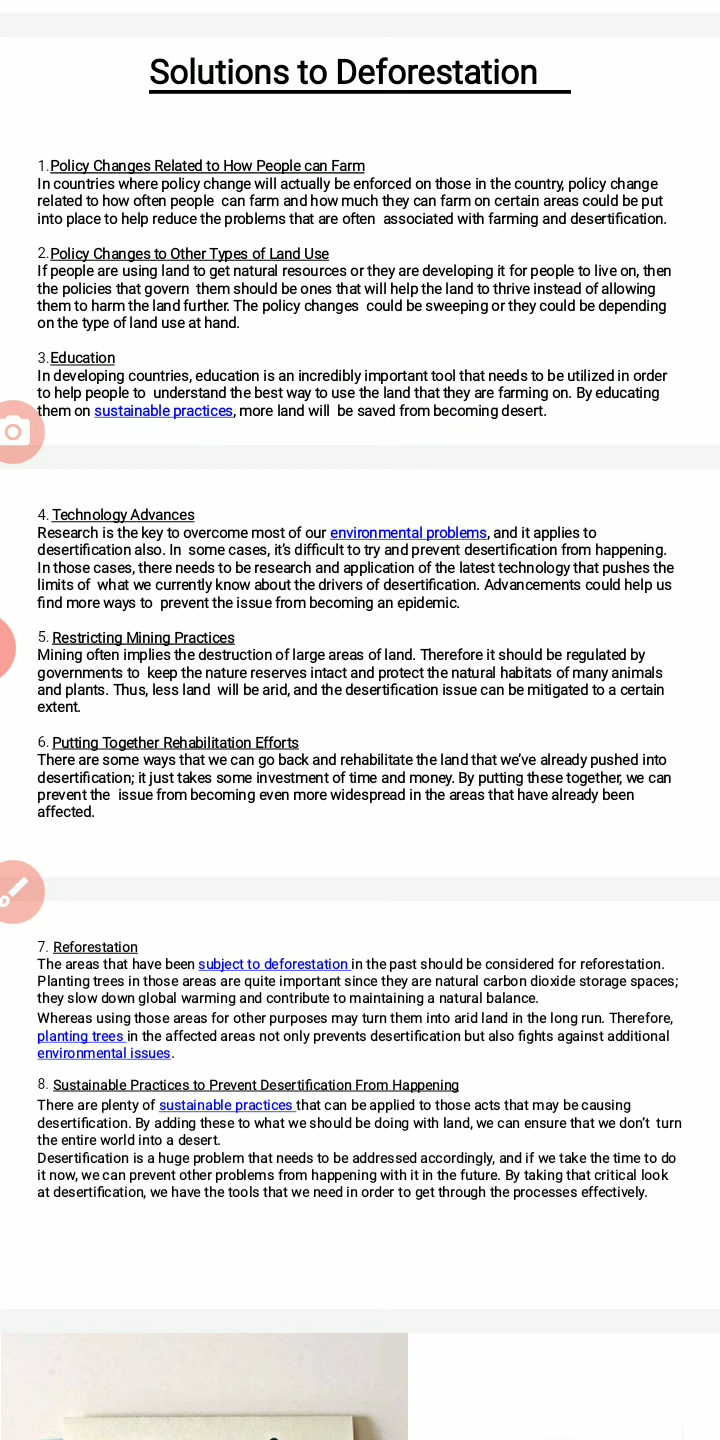 Solutions to Deforestation
1.Policy Changes Related to How People can Farm
In countries where policy change will actually be enforced on those in the country, policy change
related to how often people can farm and how much they can farm on certain areas could be put
into place to help reduce the problems that are often associated with farming and desertification.
2.Policy Changes to Other Types of Land Use
If people are using land to get natural resources or they are developing it for people to live on, then
the policies that govern them should be ones that will help the land to thrive instead of allowing
them to harm the land further. The policy changes could be sweeping or they could be depending
on the type of land use at hand.
3.Education
In developing countries, education is an incredibly important tool that needs to be utilized in order
to help people to understand the best way to use the land that they are farming on. By educating
them on sustainable practices, more land will be saved from becoming desert.
4. Technology Advances
Research is the key to overcome most of our environmental problems, and it applies to
desertification also. In some cases, it's difficult to try and prevent desertification from happening.
In those cases, there needs to be research and application of the latest technology that pushes the
limits of what we currently know about the drivers of desertification. Advancements could help us
find more ways to prevent the issue from becoming an epidemic.
5. Restricting Mining Practices
Mining often implies the destruction of large areas of land. Therefore it should be regulated by
governments to keep the nature reserves intact and protect the natural habitats of many animals
and plants. Thus, less land will be arid, and the desertification issue can be mitigated to a certain
extent.
6. Putting Together Rehabilitation Efforts
There are some ways that we can go back and rehabilitate the land that we've already pushed into
desertification; it just takes some investment of time and money. By putting these together, we can
prevent the issue from becoming even more widespread in the areas that have already been
affected.
7. Reforestation
The areas that have been subject to deforestation in the past should be considered for reforestation.
Planting trees in those areas are quite important since they are natural carbon dioxide storage spaces;
they slow down global warming and contribute to maintaining a natural balance.
Whereas using those areas for other purposes may turn them into arid land in the long run. Therefore,
planting trees in the affected areas not only prevents desertification but also fights against additional
environmental issues.
8. Sustainable Practices to Prevent Desertification From Happening
There are plenty of sustainable practices that can be applied to those acts that may be causing
desertification. By adding these to what we should be doing with land, we can ensure that we don't turn
the entire world into a desert.
Desertification is a huge problem that needs to be addressed accordingly, and if we take the time to do
it now, we can prevent other problems from happening with it in the future. By taking that critical look
at desertification, we have the tools that we need in order to get through the processes effectively.